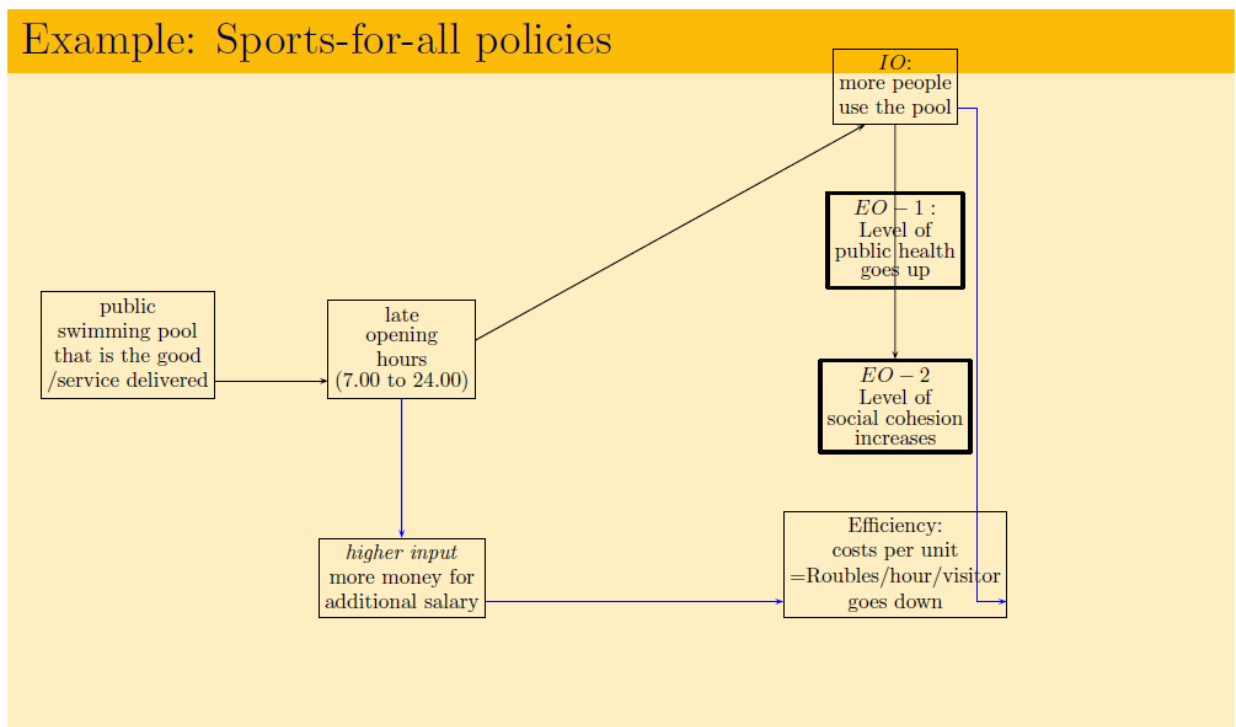 Example: Sports-for-all policies
IO:
more people
use the pool
EO − 1 :
Level of
public health
goes up
public
swimming pool
that is the good
/service delivered
late
opening
hours
(7.00 to 24.00)
EO − 2
Level of
social cohesion
increases
higher input
more money for
additional salary
Efficiency:
costs per unit
=Roubles/hour/visitor
goes down